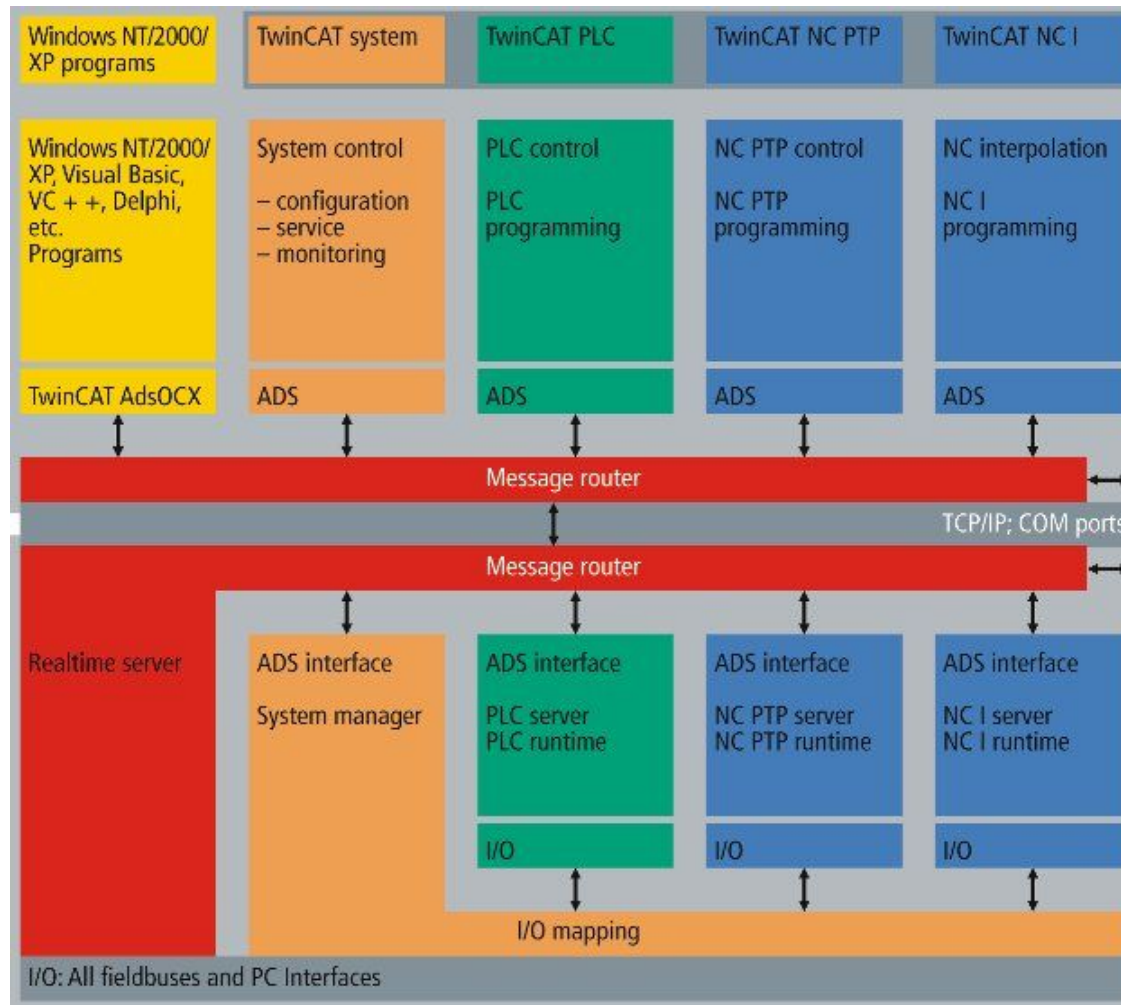 Windows NT/2000/
XP programs
TwinCAT system
TwinCAT PLC
TwinCAT NC PTP
TwinCAT NC I
Windows NT/2000/
XP, Visual Basic,
VC + +, Delphi,
etc.
Programs
System control
– configuration
– service
– monitoring
PLC control
PLC
programming
NC PTP control
NC PTP
programming
NC interpolation
NC I
programming
TwinCAT AdsOCX
ADS
ADS
ADS
ADS
Message router
TCP/IP; COM ports
Message router
Realtime server
ADS interface
System manager
ADS interface
PLC server
PLC runtime
ADS interface
NC PTP server
NC PTP runtime
ADS interface
NC I server
NC I runtime
I/O
I/O
I/O
I/O mapping
I/O: All fieldbuses and PC Interfaces